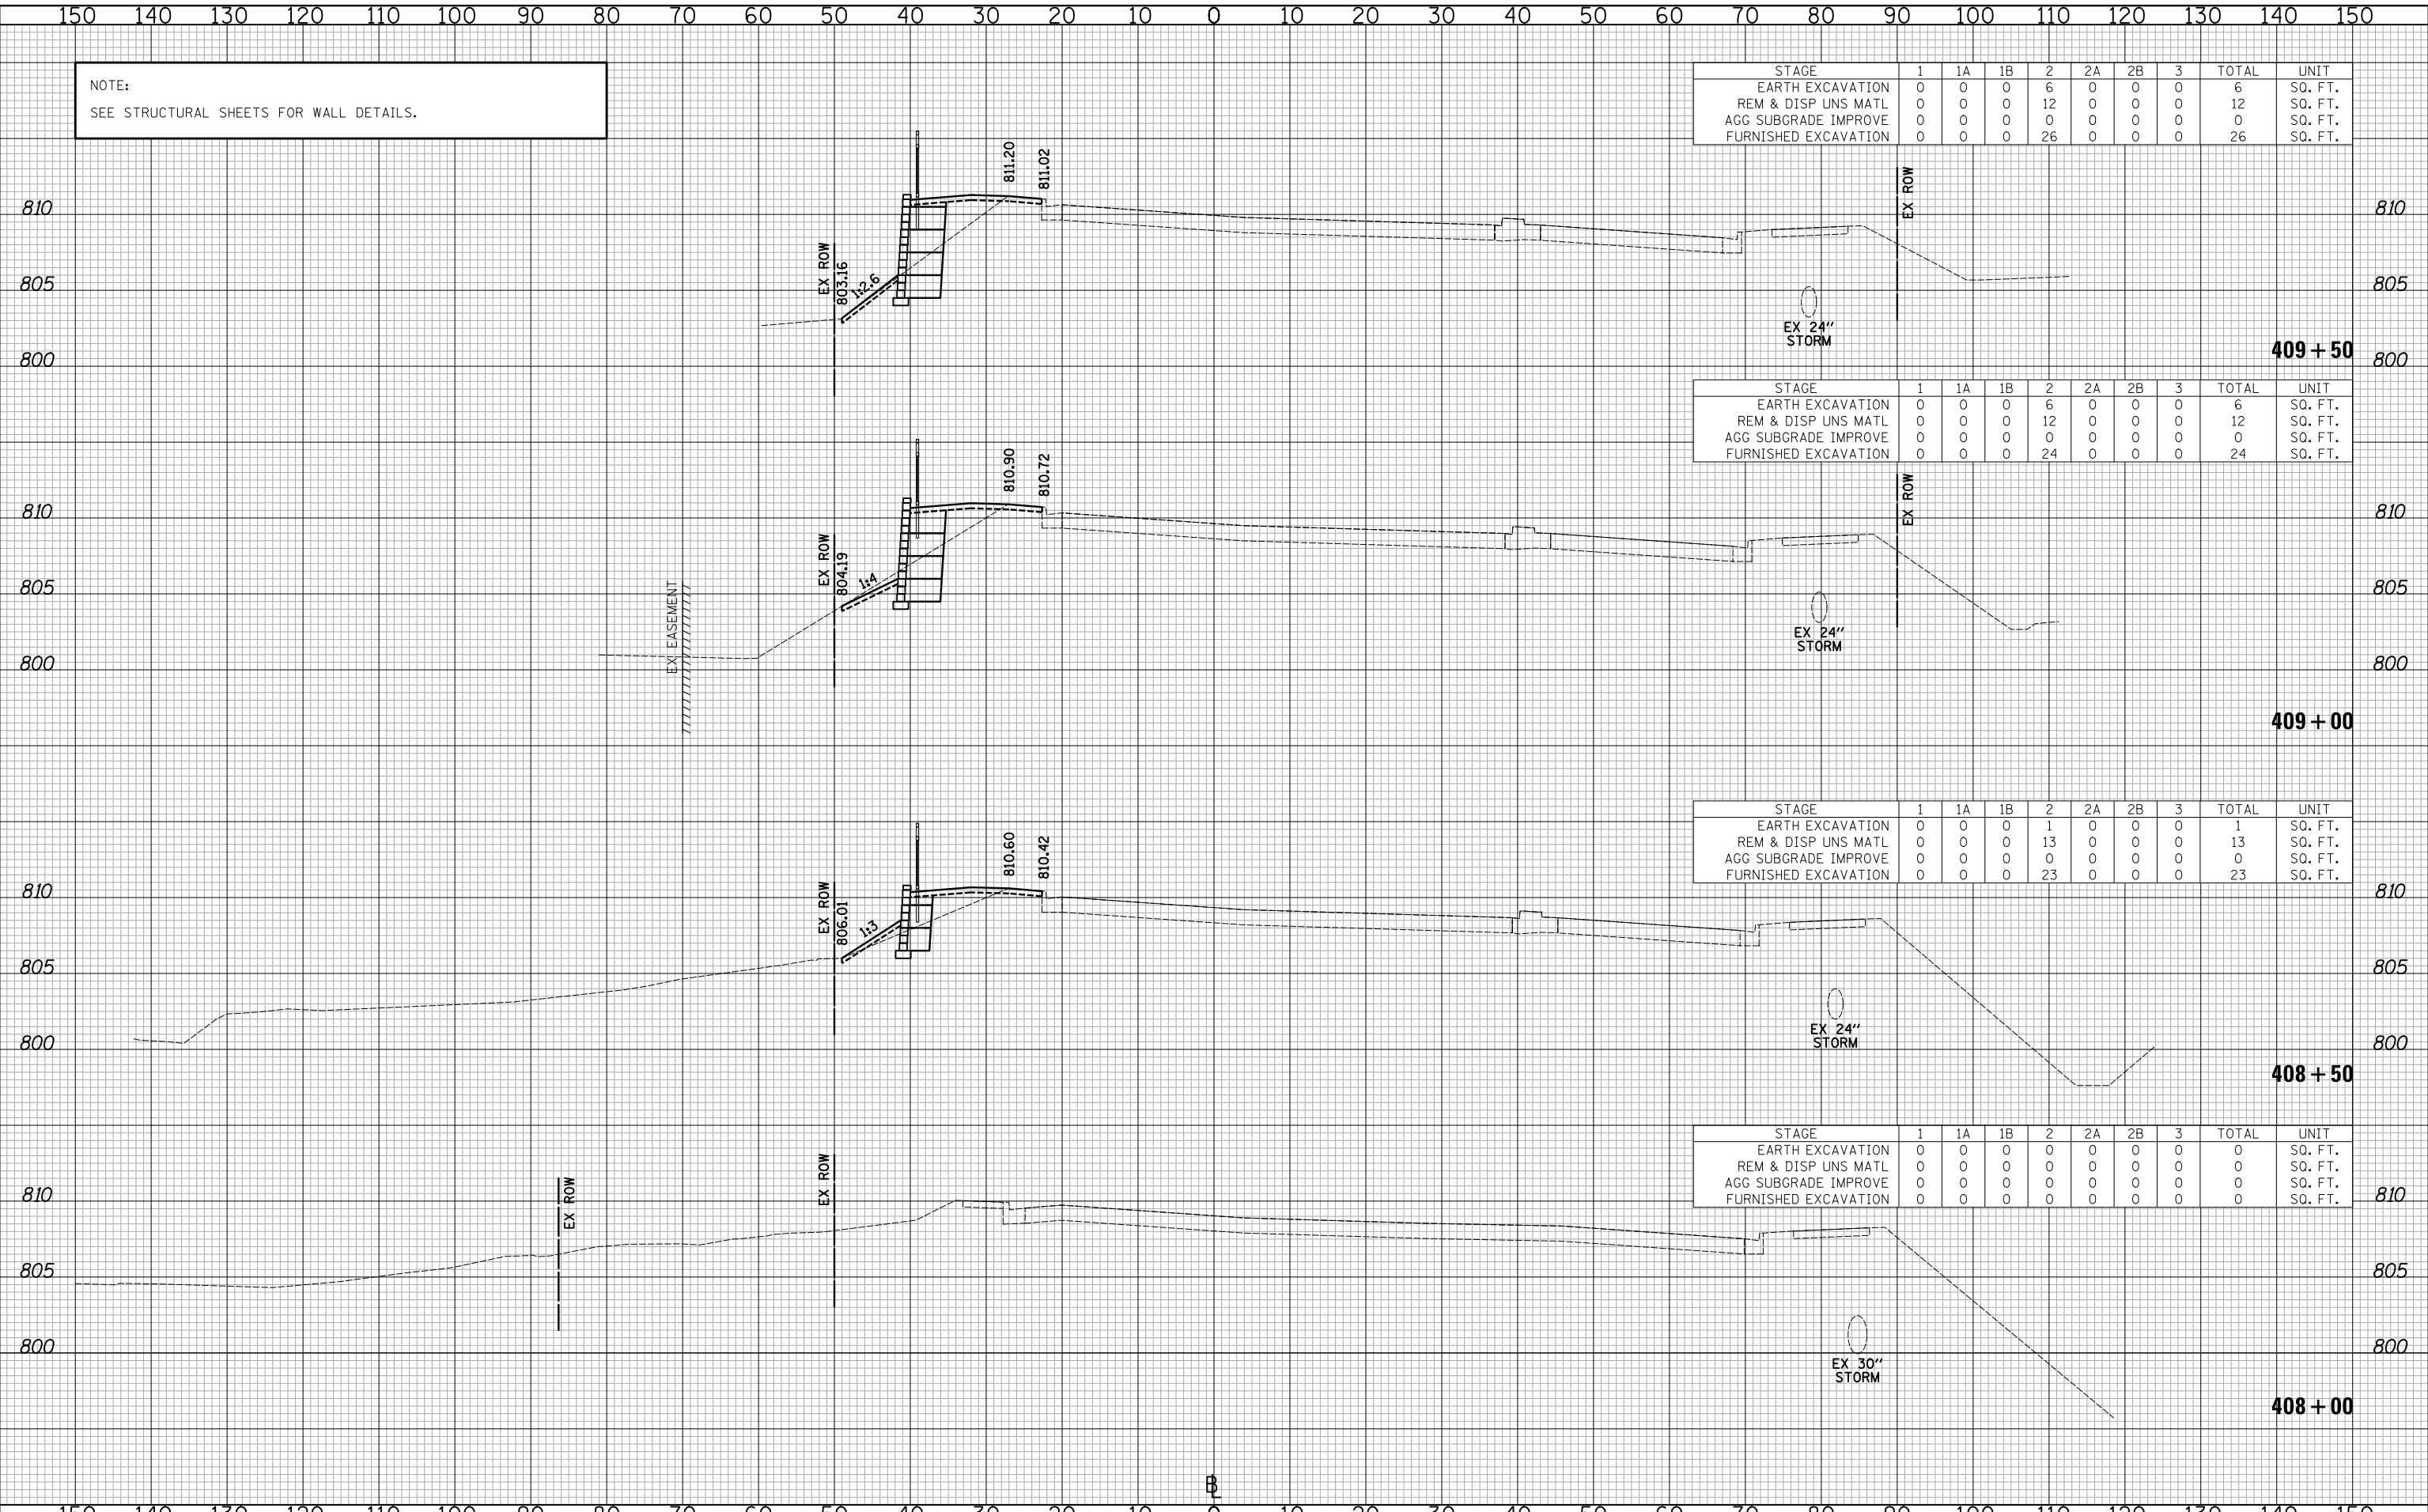 150 140 130 120 110 100 90 80 70 60 50 40 30 20 10 0 10 20 30 40 50 60 70 80 90 100 110 120 130 140 150
NOTE:
SEE STRUCTURAL SHEETS FOR WALL DETAILS.
STAGE 1 1A 1B 2 2A 2B 3 TOTAL UNIT
EARTH EXCAVATION 0 0 0 6 0 0 0 6 SQ. FT.
REM & DISP UNS MATL 0 0 0 12 0 0 0 12 SQ. FT.
AGG SUBGRADE IMPROVE 0 0 0 0 0 0 0 0 SQ. FT.
FURNISHED EXCAVATION 0 0 0 26 0 0 0 26 SQ. FT.
811.20
811.02
EX ROW
810 810
EX ROW
803.16
1:2.6
805 805
EX 24"
STORM
409+50
800 800
STAGE 1 1A 1B 2 2A 2B 3 TOTAL UNIT
EARTH EXCAVATION 0 0 0 6 0 0 0 6 SQ. FT.
REM & DISP UNS MATL 0 0 0 12 0 0 0 12 SQ. FT.
AGG SUBGRADE IMPROVE 0 0 0 0 0 0 0 0 SQ. FT.
FURNISHED EXCAVATION 0 0 0 24 0 0 0 24 SQ. FT.
810.90
810.72
EX ROW
810 810
EX ROW
804.19
1:4
805 805
EX EASEMENT
EX 24"
STORM
800 800
409+00
STAGE 1 1A 1B 2 2A 2B 3 TOTAL UNIT
EARTH EXCAVATION 0 0 0 1 0 0 0 1 SQ. FT.
REM & DISP UNS MATL 0 0 0 13 0 0 0 13 SQ. FT.
AGG SUBGRADE IMPROVE 0 0 0 0 0 0 0 0 SQ. FT.
FURNISHED EXCAVATION 0 0 0 23 0 0 0 23 SQ. FT.
810.60
810.42
810 810
EX ROW
806.01
1:3
805 805
EX 24"
STORM
800 800
408+50
STAGE 1 1A 1B 2 2A 2B 3 TOTAL UNIT
EARTH EXCAVATION 0 0 0 0 0 0 0 0 SQ. FT.
REM & DISP UNS MATL 0 0 0 0 0 0 0 0 SQ. FT.
AGG SUBGRADE IMPROVE 0 0 0 0 0 0 0 0 SQ. FT.
FURNISHED EXCAVATION 0 0 0 0 0 0 0 0 SQ. FT.
EX ROW
EX ROW
810 810
805 805
800 800
EX 30"
STORM
408+00
BL
150 140 130 120 110 100 90 80 70 60 50 40 30 20 10 0 10 20 30 40 50 60 70 80 90 100 110 120 130 140 150